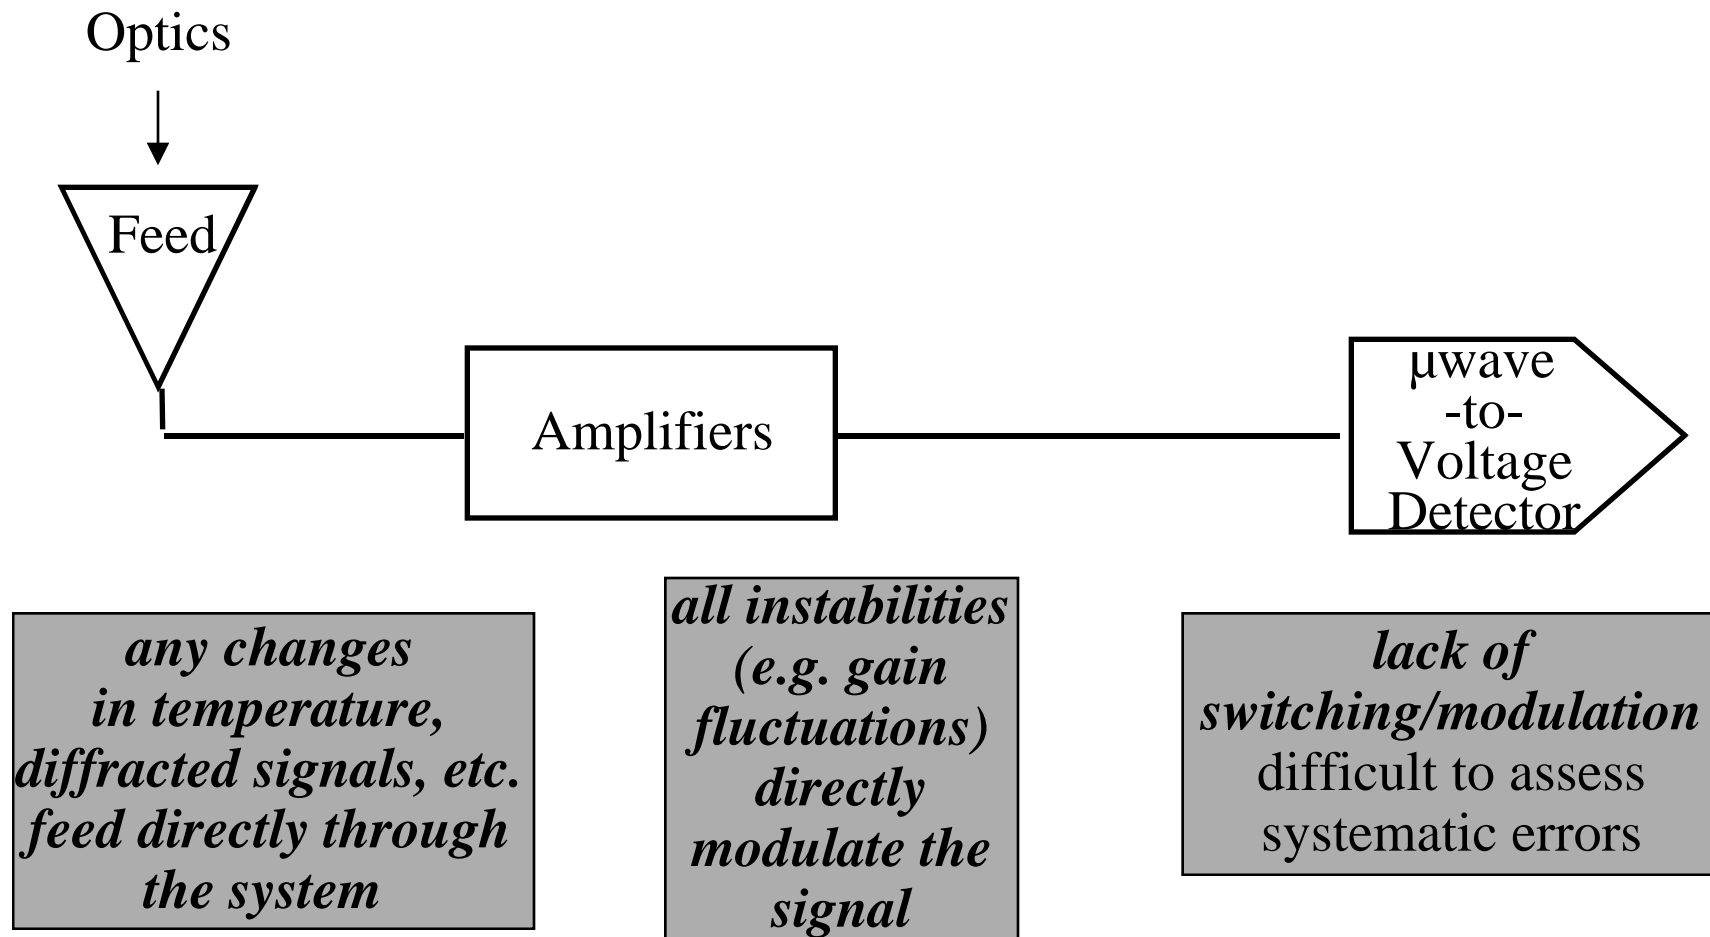 Optics
Feed
Amplifiers
μwave
-to-
Voltage
Detector
any changes
in temperature,
diffracted signals, etc.
feed directly through
the system
all instabilities
(e.g. gain
fluctuations)
directly
modulate the
signal
lack of
switching/modulation
difficult to assess
systematic errors